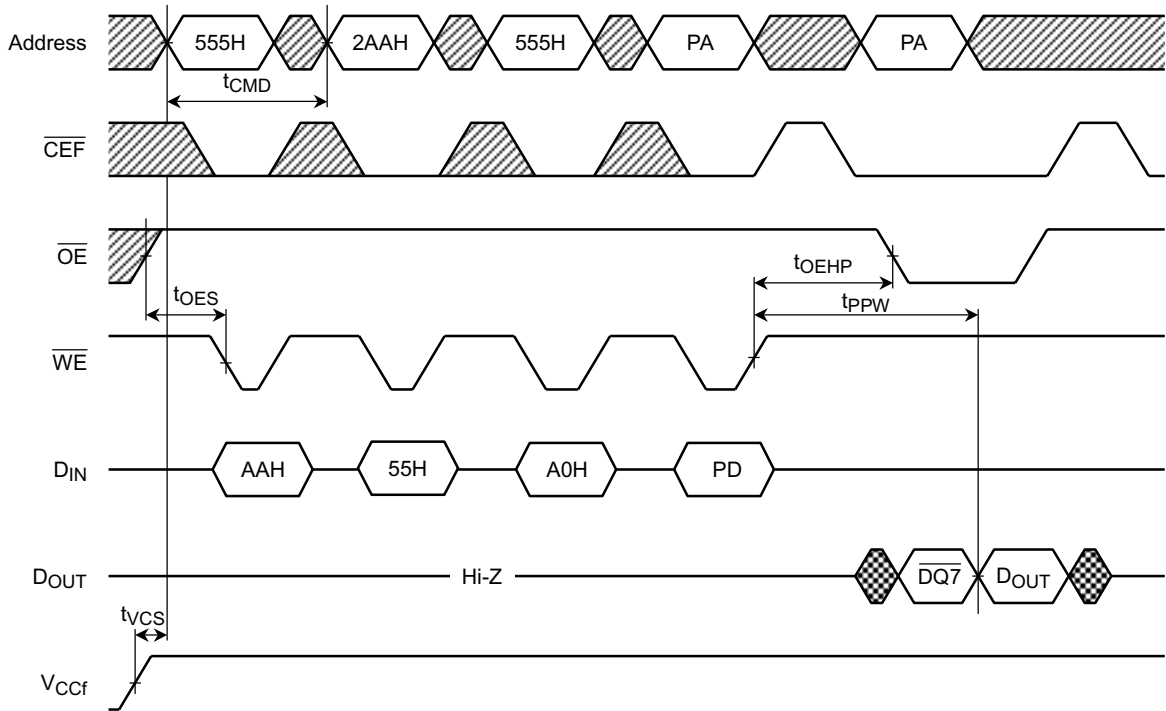 Address 555H 2AAH 555H PA PA
tCMD
CEF
OE
tOEHP
tOES
tPPW
WE
DIN AAH 55H A0H PD
DOUT Hi-Z DQ7 DOUT
tVCS
VCCf